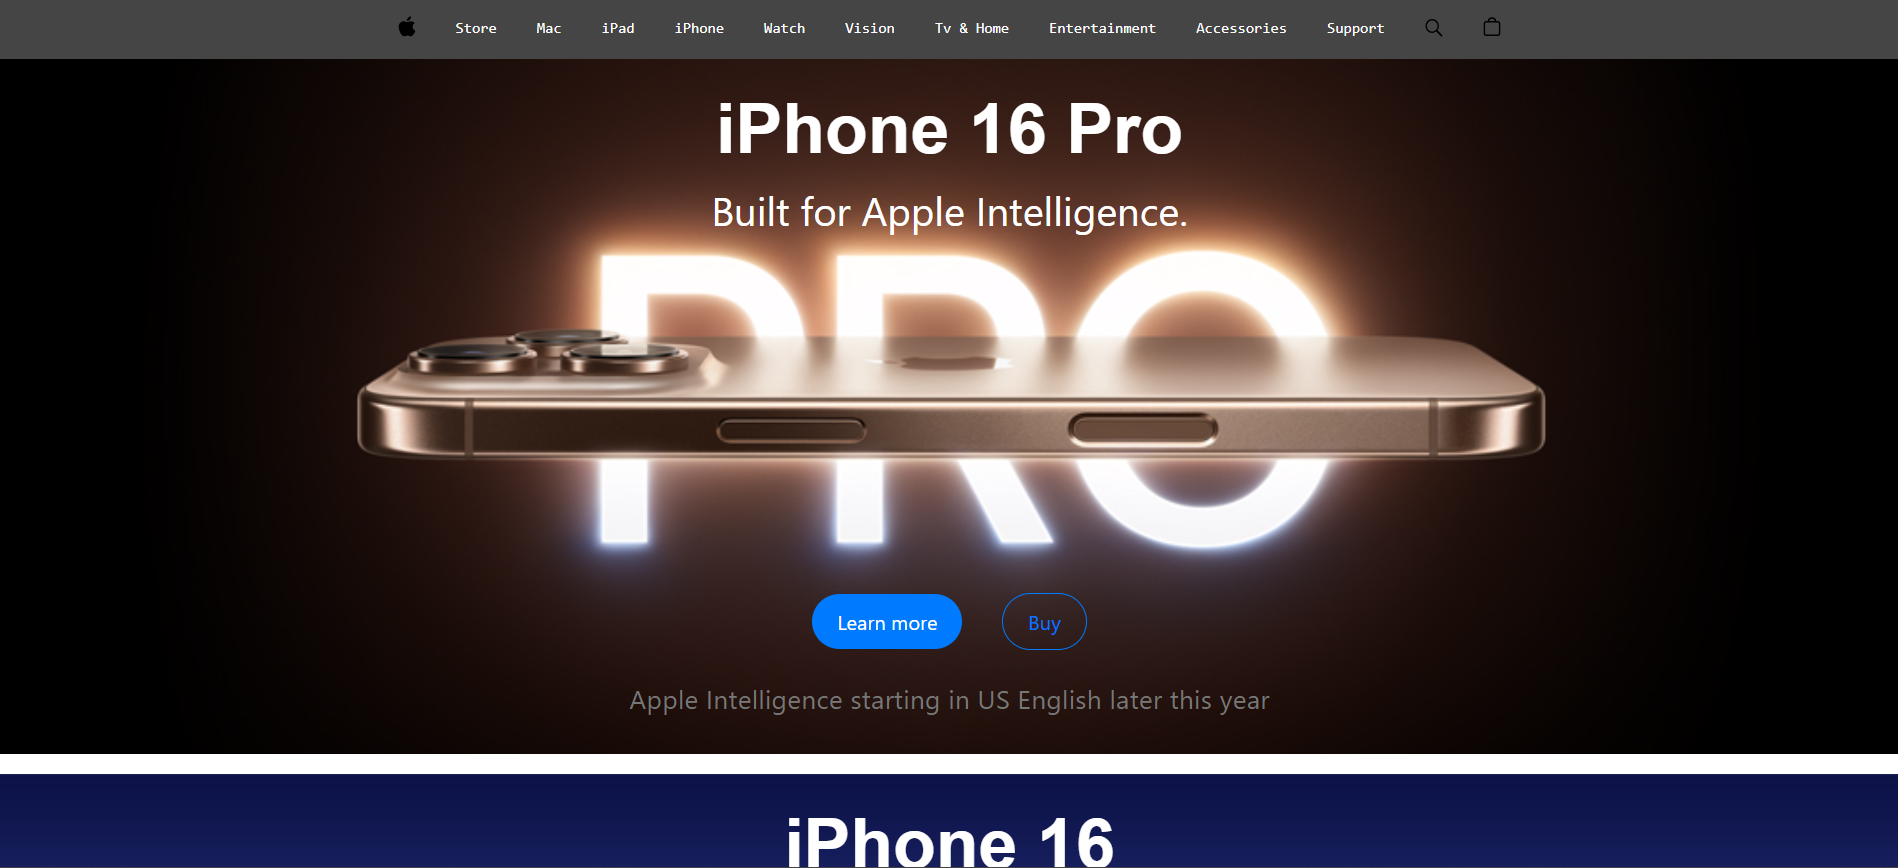 Store Mac iPad iPhone Watch Vision Tv & Home Entertainment Accessories Support
iPhone 16 Pro
Built for Apple Intelligence.
PRO
Learn more Buy
Apple Intelligence starting in US English later this year
iPhone 16